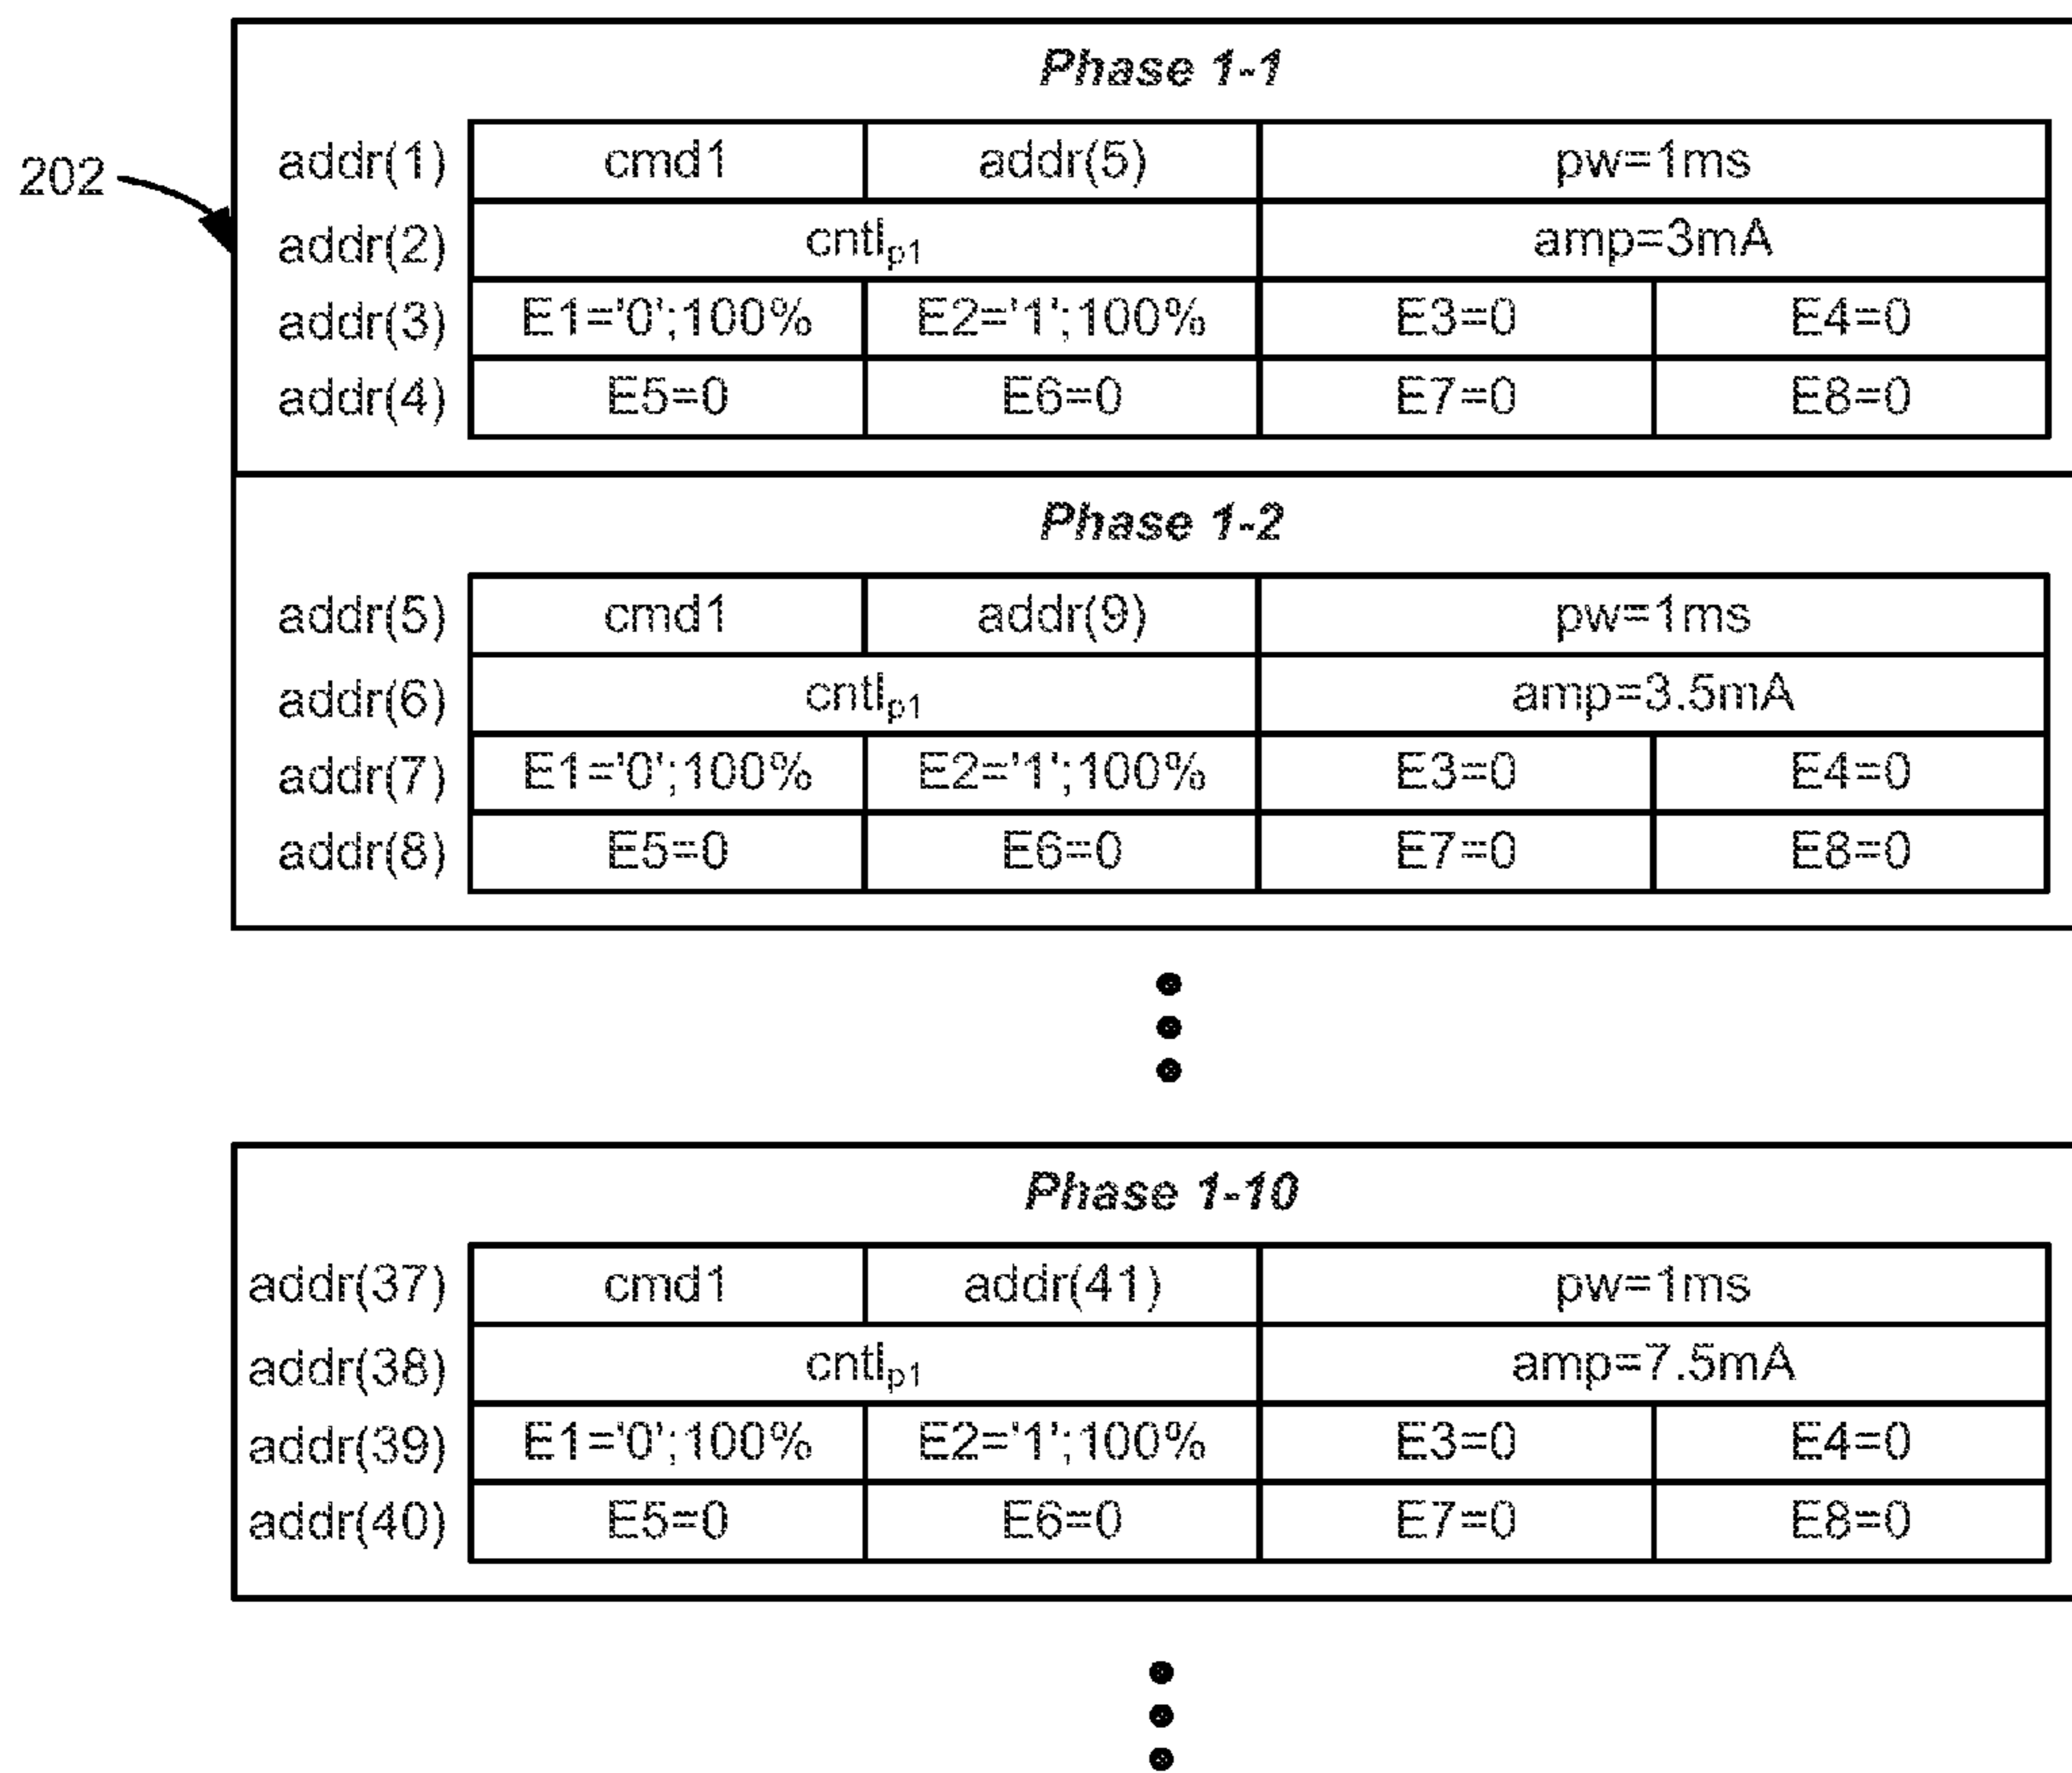 Phase 1-1
202
addr(1) cmd1 addr(5) pw=1ms
addr(2) cntlp1 amp=3mA
addr(3) E1='0';100% E2='1';100% E3=0 E4=0
addr(4) E5=0 E6=0 E7=0 E8=0
Phase 1-2
addr(5) cmd1 addr(9) pw=1ms
addr(6) cntlp1 amp=3.5mA
addr(7) E1='0';100% E2='1';100% E3=0 E4=0
addr(8) E5=0 E6=0 E7=0 E8=0
Phase 1-10
addr(37) cmd1 addr(41) pw=1ms
addr(38) cntlp1 amp=7.5mA
addr(39) E1='0';100% E2='1';100% E3=0 E4=0
addr(40) E5=0 E6=0 E7=0 E8=0